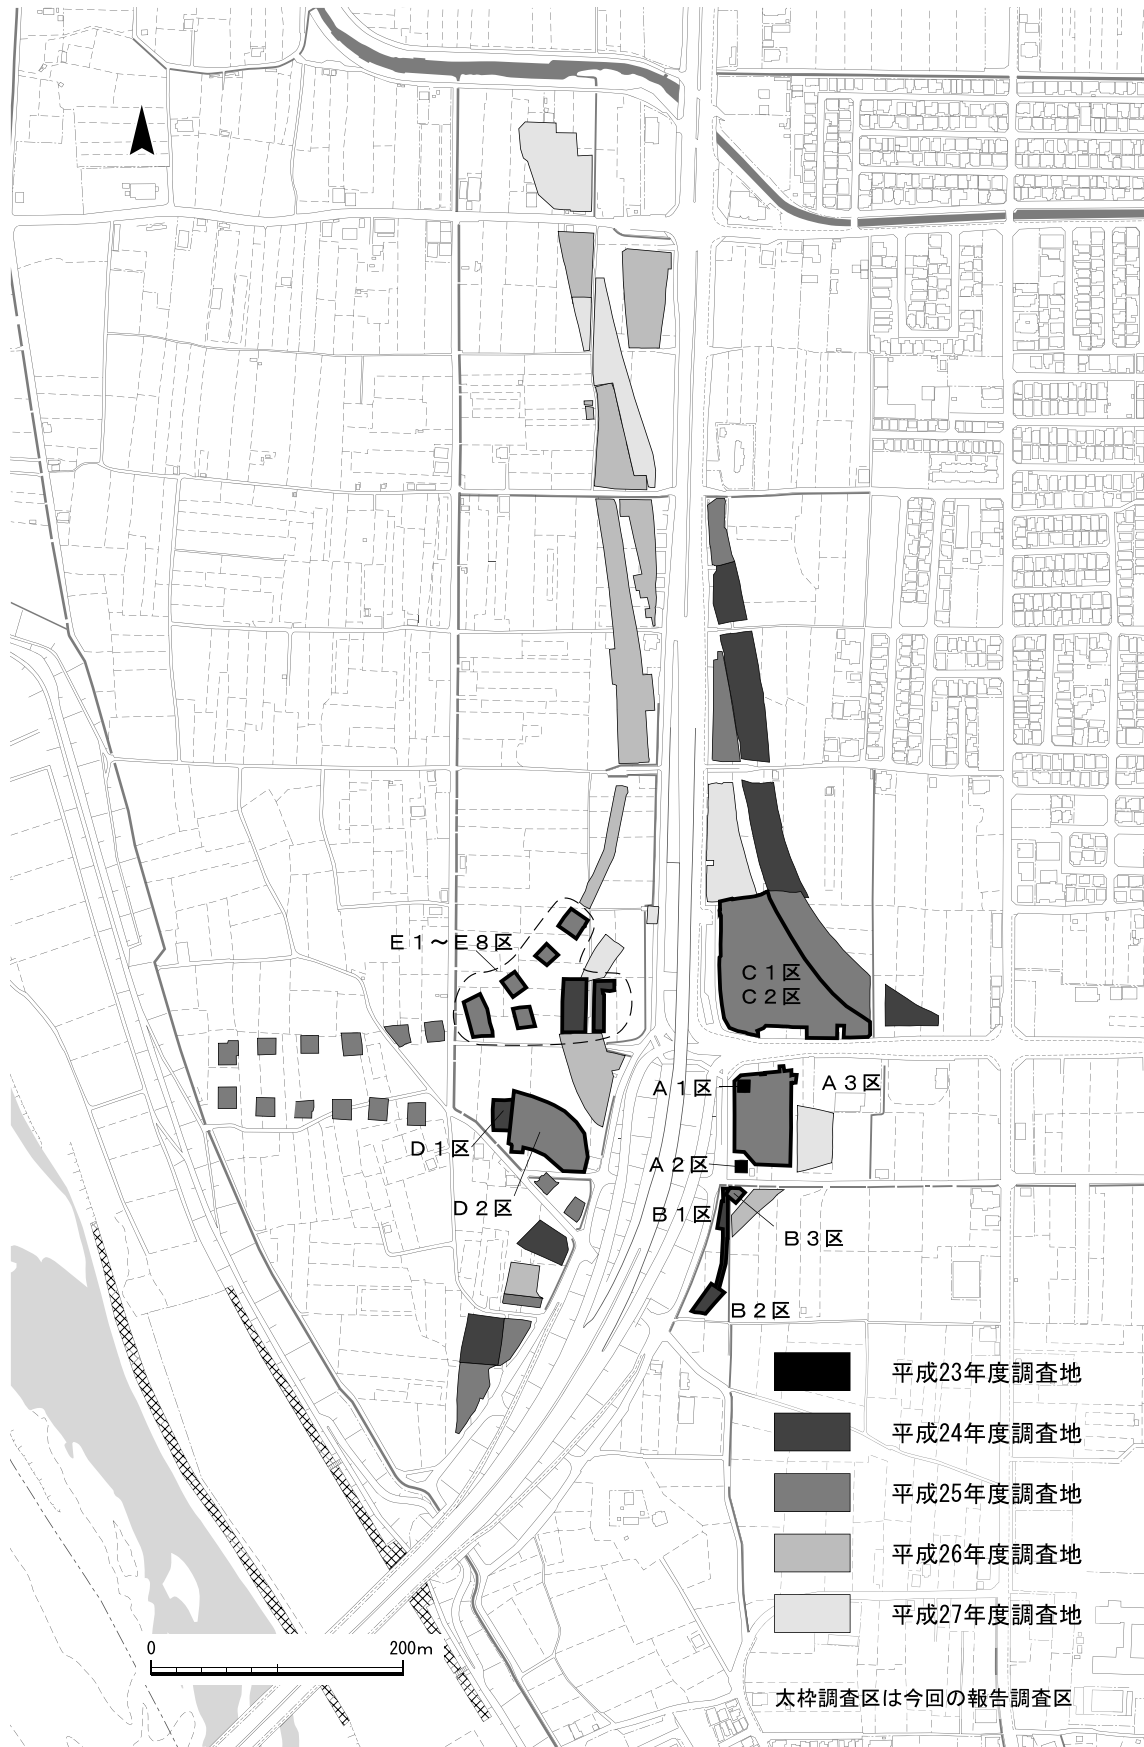 E1～E8区
C1区
C2区
A1区
A3区
D1区
A2区
D2区
B1区
B3区
B2区
平成23年度調査地
平成24年度調査地
平成25年度調査地
平成26年度調査地
平成27年度調査地
0 200m
太枠調査区は今回の報告調査区